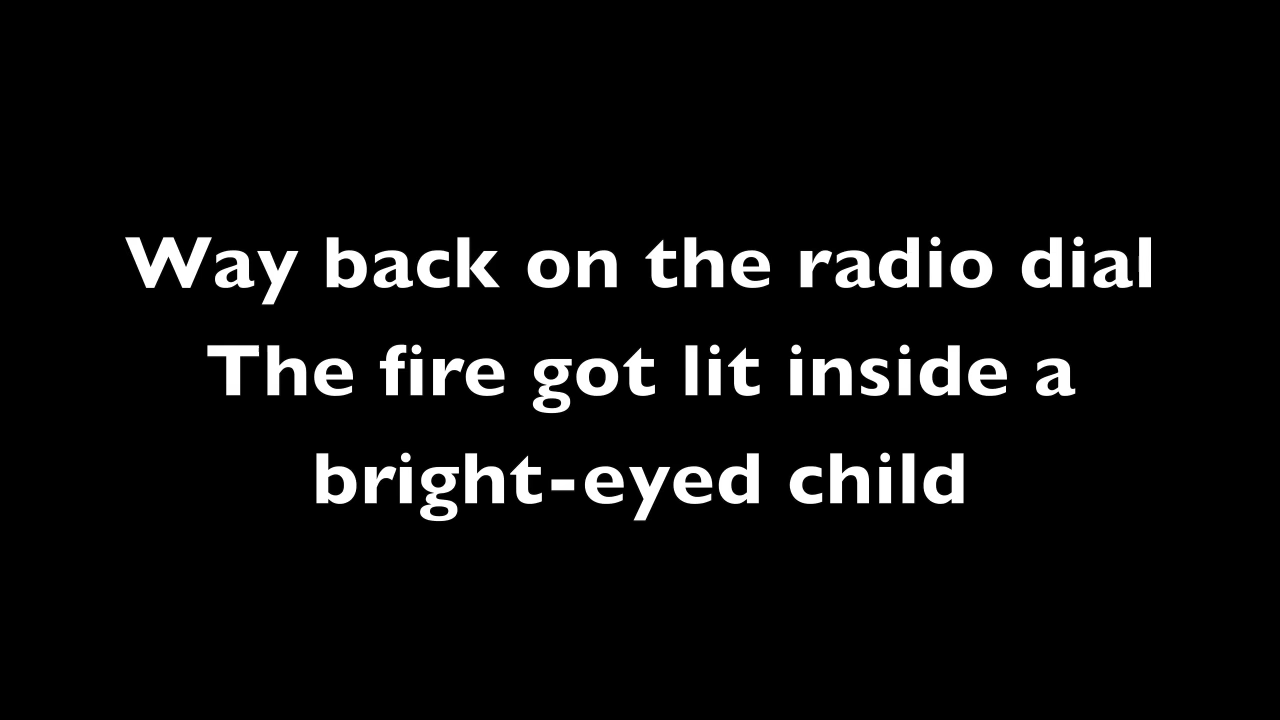 Way back on the radio dial
The fire got lit inside a
bright-eyed child